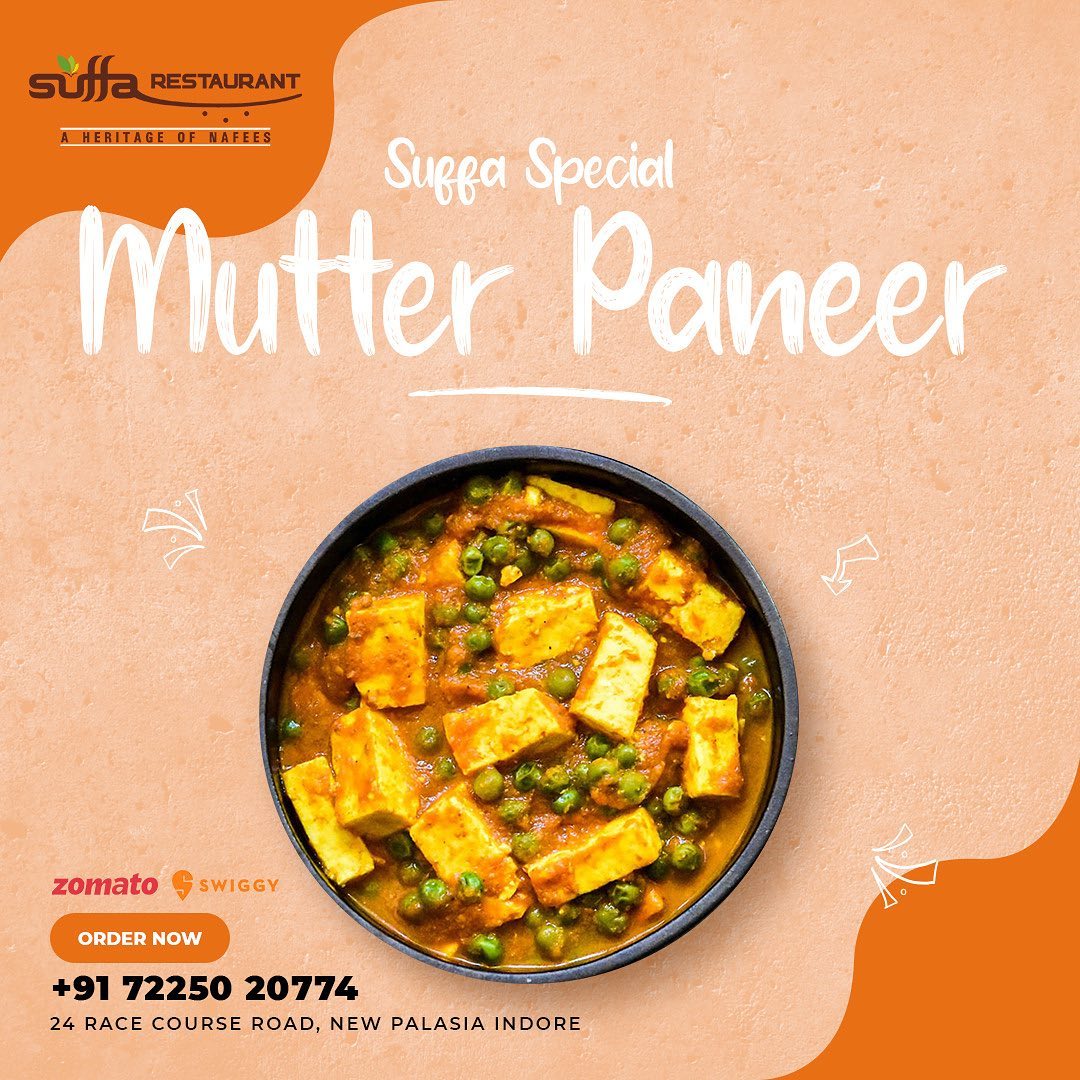 Suffa RESTAURANT
A HERITAGE OF NAFEES
Suffa Special
Mutter Paneer
zomato SWIGGY
ORDER NOW
+91 72250 20774
24 RACE COURSE ROAD, NEW PALASIA INDORE